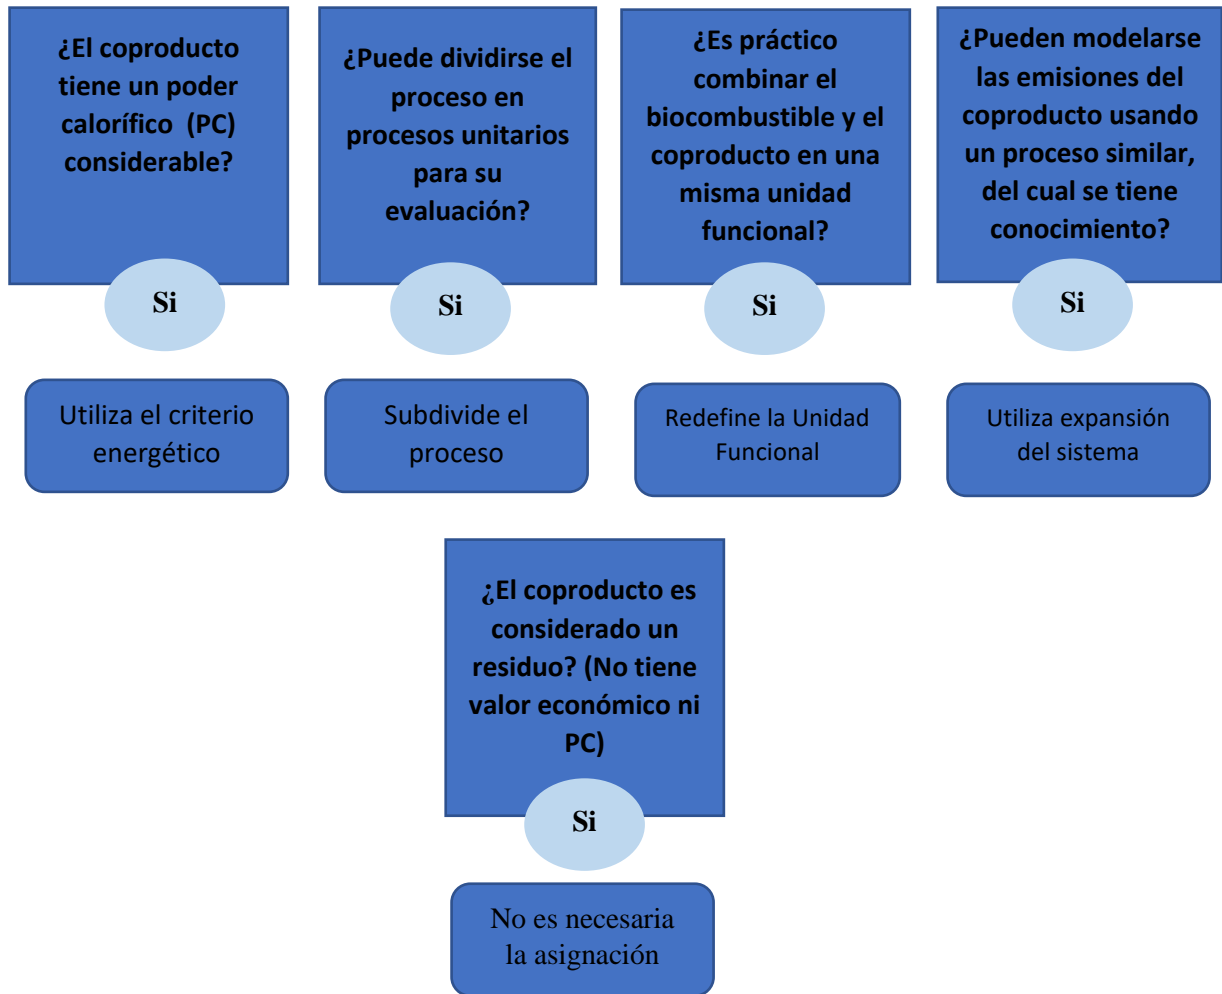 ¿El coproducto
tiene un poder
calorífico (PC)
considerable?
Si
Utiliza el criterio
energético
¿Puede dividirse el
proceso en
procesos unitarios
para su
evaluación?
Si
Subdivide el
proceso
¿Es práctico
combinar el
biocombustible y el
coproducto en una
misma unidad
funcional?
Si
Redefine la Unidad
Funcional
¿Pueden modelarse
las emisiones del
coproducto usando
un proceso similar,
del cual se tiene
conocimiento?
Si
Utiliza expansión
del sistema
¿El coproducto es
considerado un
residuo? (No tiene
valor económico ni
PC)
Si
No es necesaria
la asignación